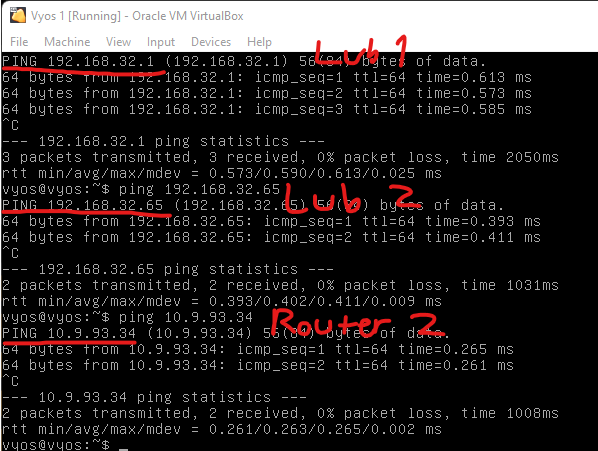 Vyos 1 [Running] - Oracle VM VirtualBox
File Machine View Input Devices Help
PING 192.168.32.1 (192.168.32.1) 56(84) bytes of data.
Lub 1
64 bytes from 192.168.32.1: icmp_seq=1 ttl=64 time=0.613 ms
64 bytes from 192.168.32.1: icmp_seq=2 ttl=64 time=0.573 ms
64 bytes from 192.168.32.1: icmp_seq=3 ttl=64 time=0.585 ms
^C
--- 192.168.32.1 ping statistics ---
3 packets transmitted, 3 received, 0% packet loss, time 2050ms
rtt min/avg/max/mdev = 0.573/0.590/0.613/0.025 ms
vyos@vyos:~$ ping 192.168.32.65
PING 192.168.32.65 (192.168.32.65) 56(84) bytes of data.
Lub 2
64 bytes from 192.168.32.65: icmp_seq=1 ttl=64 time=0.393 ms
64 bytes from 192.168.32.65: icmp_seq=2 ttl=64 time=0.411 ms
^C
--- 192.168.32.65 ping statistics ---
2 packets transmitted, 2 received, 0% packet loss, time 1031ms
rtt min/avg/max/mdev = 0.393/0.402/0.411/0.009 ms
vyos@vyos:~$ ping 10.9.93.34
PING 10.9.93.34 (10.9.93.34) 56(84) bytes of data.
Router 2
64 bytes from 10.9.93.34: icmp_seq=1 ttl=64 time=0.265 ms
64 bytes from 10.9.93.34: icmp_seq=2 ttl=64 time=0.261 ms
^C
--- 10.9.93.34 ping statistics ---
2 packets transmitted, 2 received, 0% packet loss, time 1008ms
rtt min/avg/max/mdev = 0.261/0.263/0.265/0.002 ms
vyos@vyos:~$ _